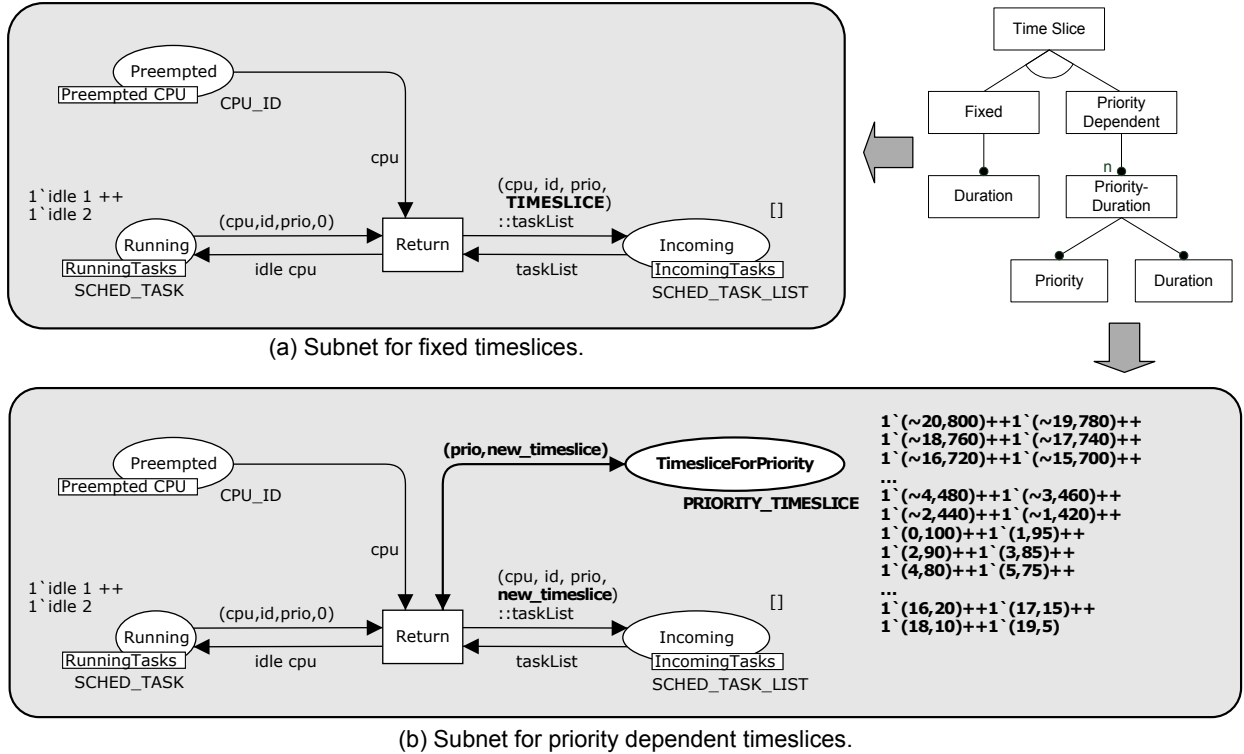 Preempted
Preempted CPU
CPU_ID
cpu
1`idle 1 ++
1`idle 2
(cpu,id,prio,0)
Running
RunningTasks
SCHED_TASK
idle cpu
Return
(cpu, id, prio,
TIMESLICE)
::taskList
taskList
[]
Incoming
IncomingTasks
SCHED_TASK_LIST
(a) Subnet for fixed timeslices.
Time Slice
Fixed
Priority
Dependent
Duration
n
Priority-
Duration
Priority
Duration
Preempted
Preempted CPU
CPU_ID
cpu
(prio,new_timeslice)
TimesliceForPriority
PRIORITY_TIMESLICE
1`idle 1 ++
1`idle 2
(cpu,id,prio,0)
Running
RunningTasks
SCHED_TASK
idle cpu
Return
(cpu, id, prio,
new_timeslice)
::taskList
taskList
[]
Incoming
IncomingTasks
SCHED_TASK_LIST
1`(~20,800)++1`(~19,780)++
1`(~18,760)++1`(~17,740)++
1`(~16,720)++1`(~15,700)++
...
1`(~4,480)++1`(~3,460)++
1`(~2,440)++1`(~1,420)++
1`(0,100)++1`(1,95)++
1`(2,90)++1`(3,85)++
1`(4,80)++1`(5,75)++
...
1`(16,20)++1`(17,15)++
1`(18,10)++1`(19,5)
(b) Subnet for priority dependent timeslices.